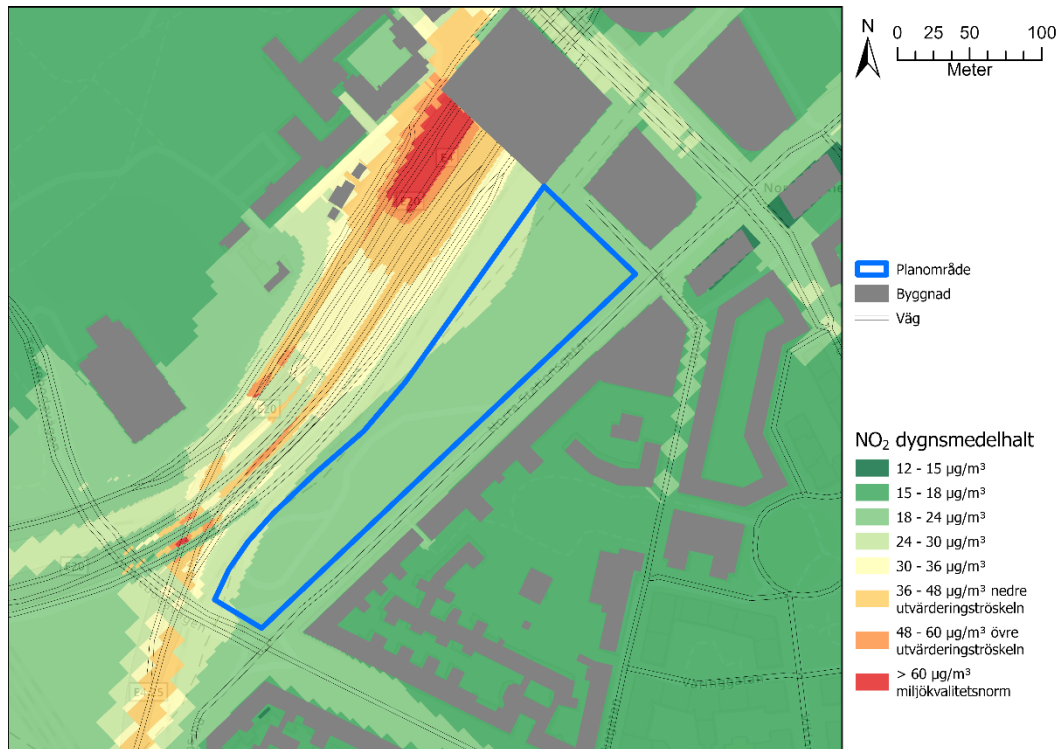 N
0 25 50 100
Meter
Planområde
Byggnad
Väg
NO₂ dygnsmedelhalt
12 - 15 µg/m³
15 - 18 µg/m³
18 - 24 µg/m³
24 - 30 µg/m³
30 - 36 µg/m³
36 - 48 µg/m³ nedre
utvärderingströskeln
48 - 60 µg/m³ övre
utvärderingströskeln
> 60 µg/m³
miljökvalitetsnorm
E4
E20
E20
E20